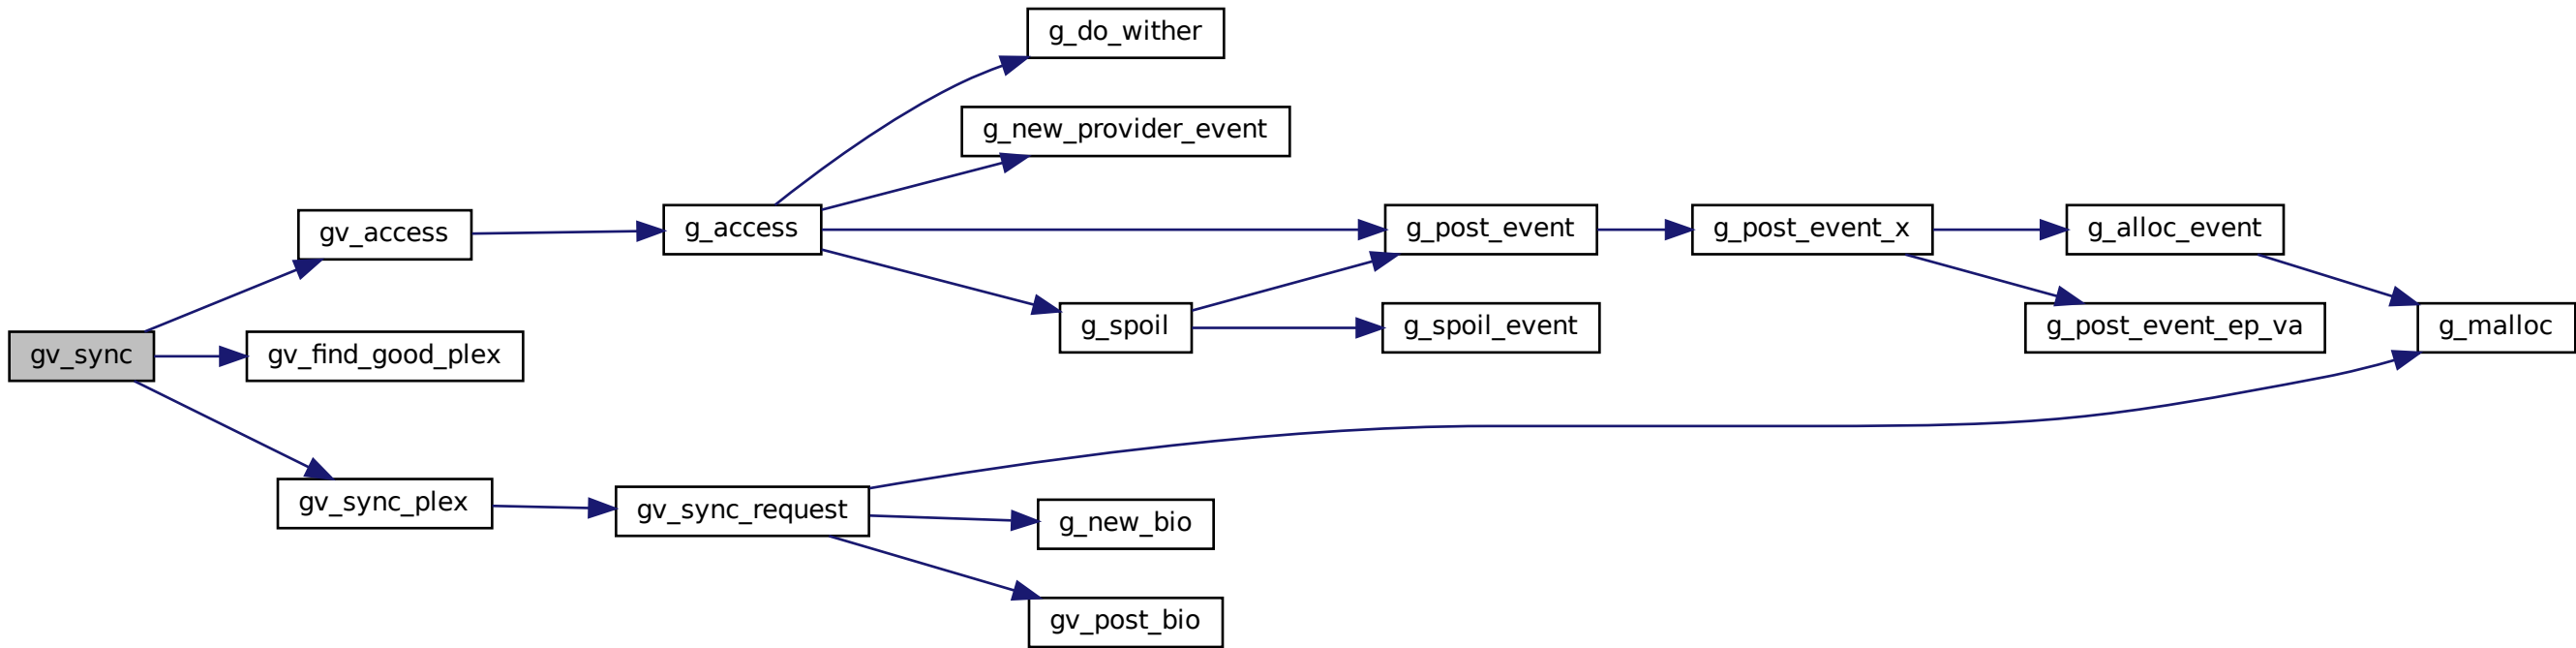 g_do_wither
g_new_provider_event
gv_access
g_access
g_post_event
g_post_event_x
g_alloc_event
g_spoil
g_spoil_event
g_post_event_ep_va
g_malloc
gv_sync
gv_find_good_plex
gv_sync_plex
gv_sync_request
g_new_bio
gv_post_bio